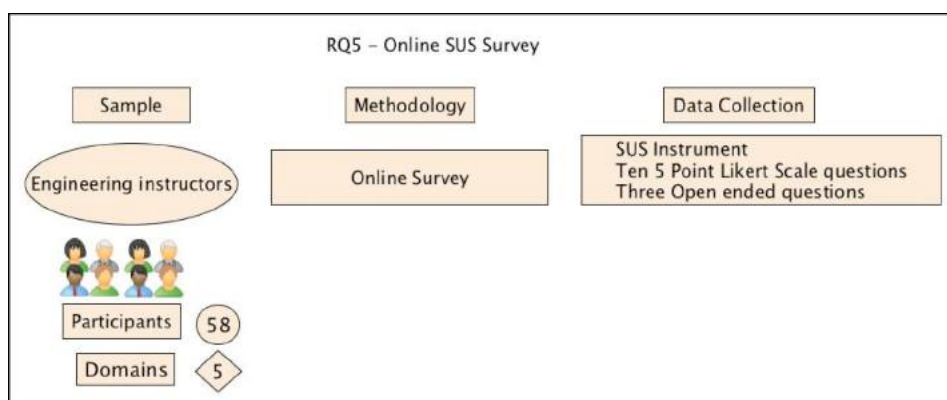 RQ5 – Online SUS Survey
Sample
Methodology
Data Collection
Engineering instructors
Online Survey
SUS Instrument
Ten 5 Point Likert Scale questions
Three Open ended questions
Participants 58
Domains 5